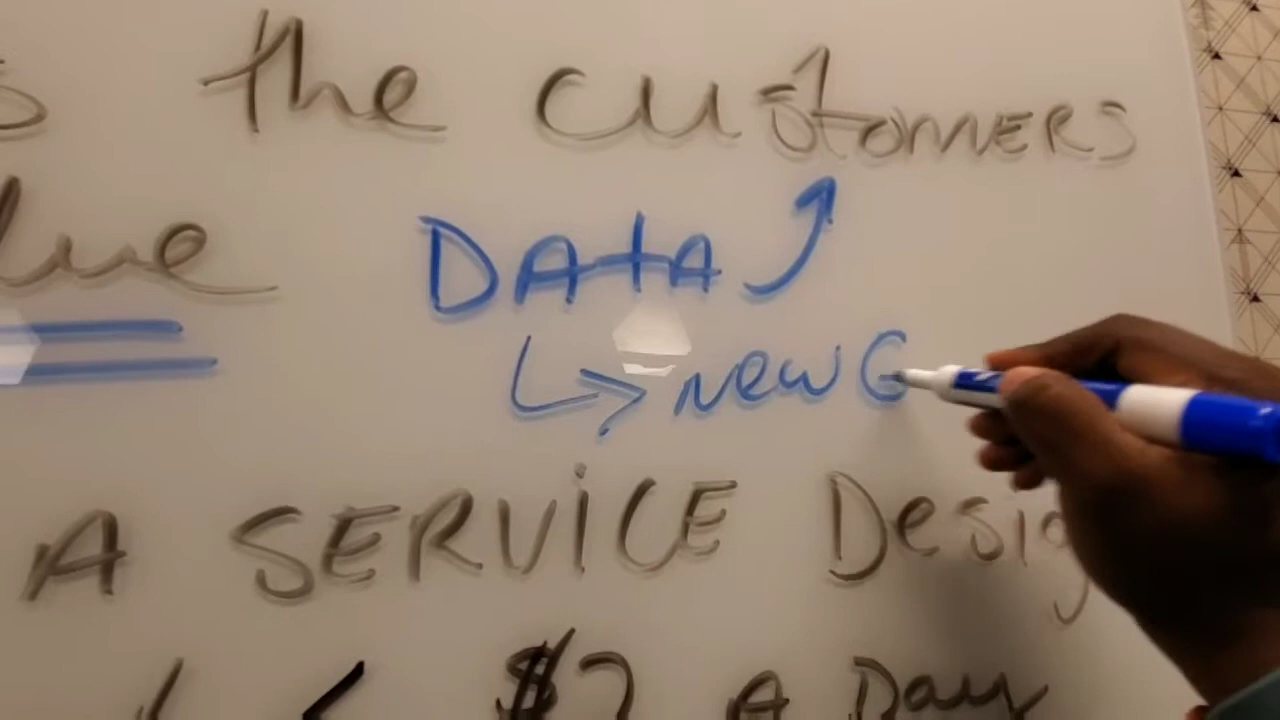 s the customers
lue
DATA
new G
A SERViCE Desig
< $2 A Day